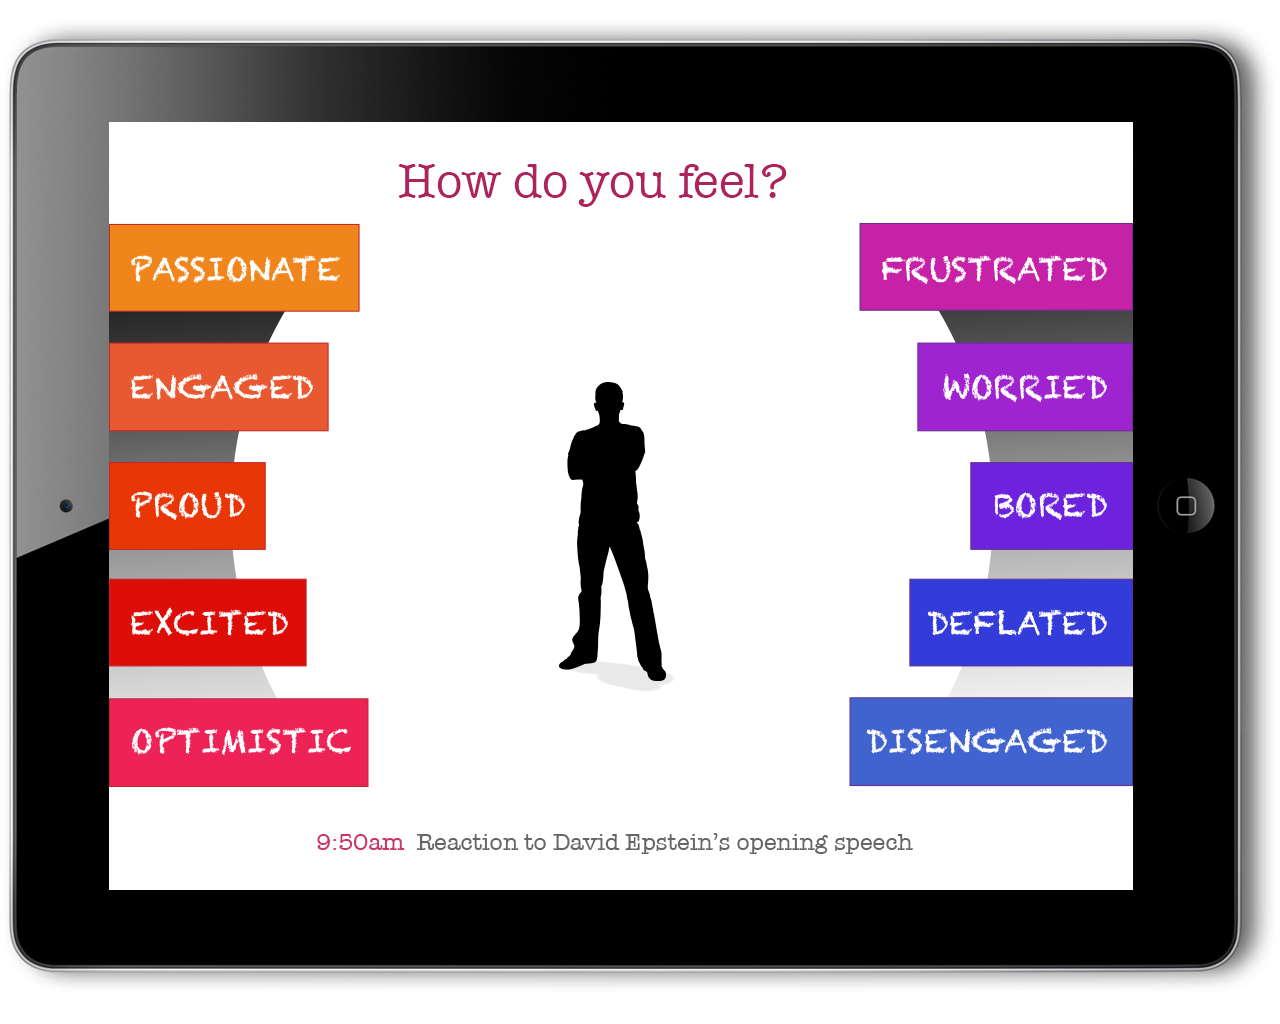 How do you feel?
PASSIONATE
FRUSTRATED
ENGAGED
WORRIED
PROUD
BORED
EXCITED
DEFLATED
OPTIMISTIC
DISENGAGED
9:50am Reaction to David Epstein's opening speech